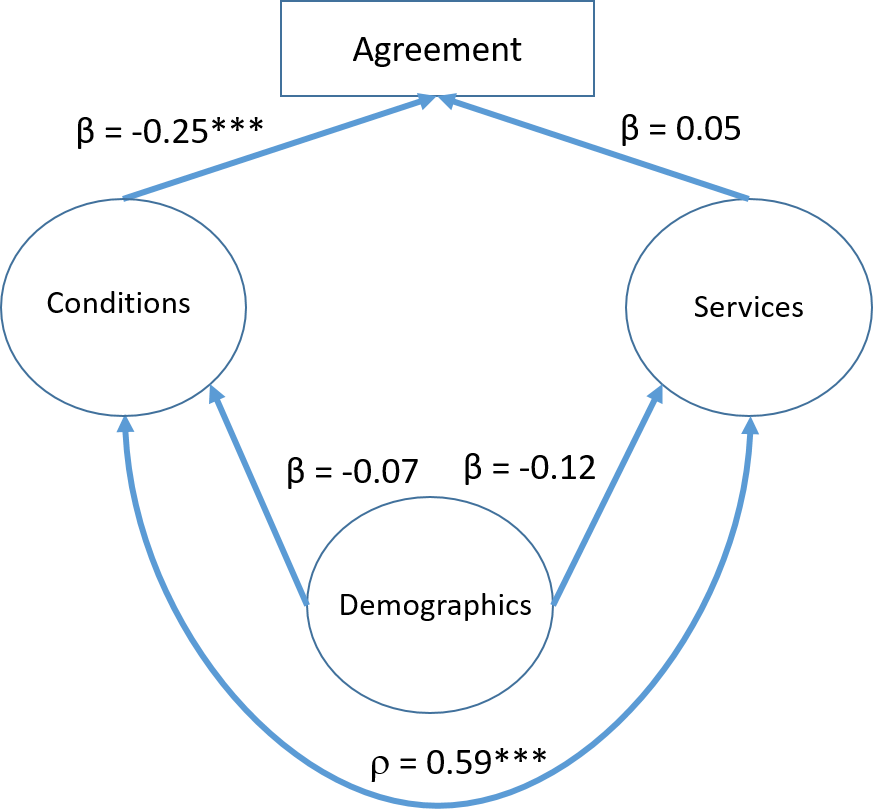 Agreement
β = -0.25***
β = 0.05
Conditions
Services
β = -0.07
β = -0.12
Demographics
ρ = 0.59***